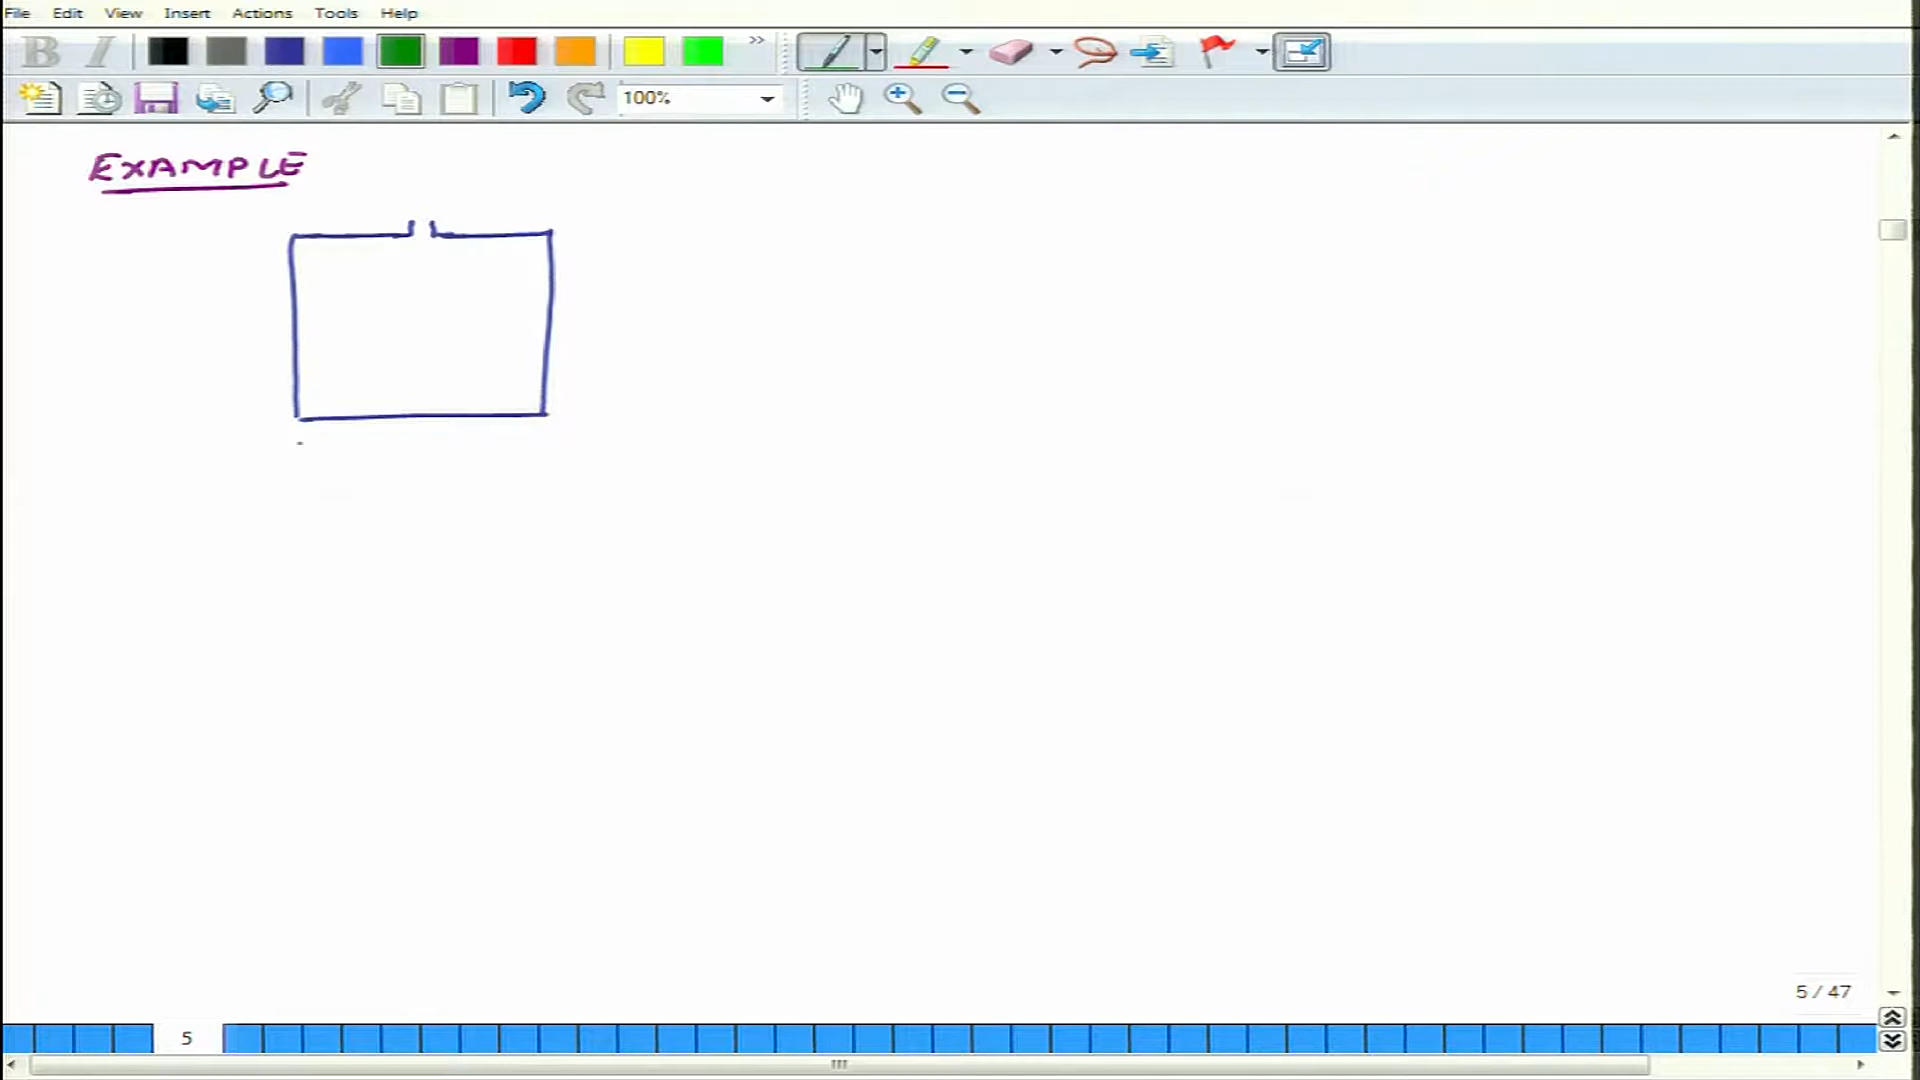 File Edit View Insert Actions Tools Help
B I
100%
EXAMPLE
5 / 47
5